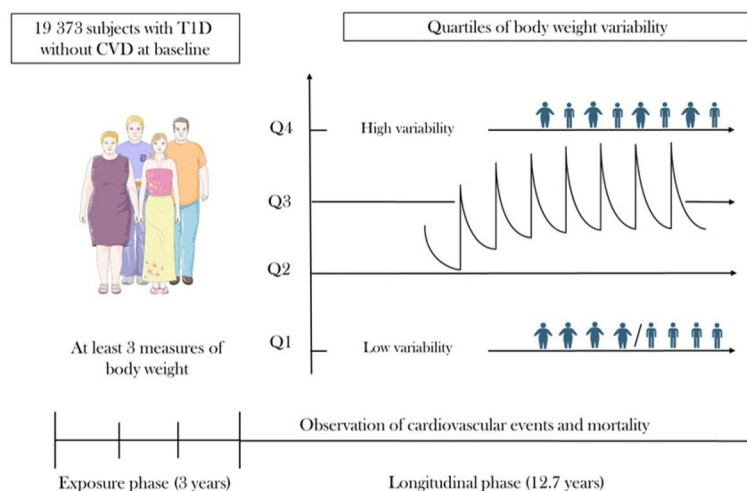 19 373 subjects with T1D
without CVD at baseline
Quartiles of body weight variability
Q4
High variability
Q3
Q2
Q1
Low variability
/
At least 3 measures of
body weight
Observation of cardiovascular events and mortality
Exposure phase (3 years)
Longitudinal phase (12.7 years)